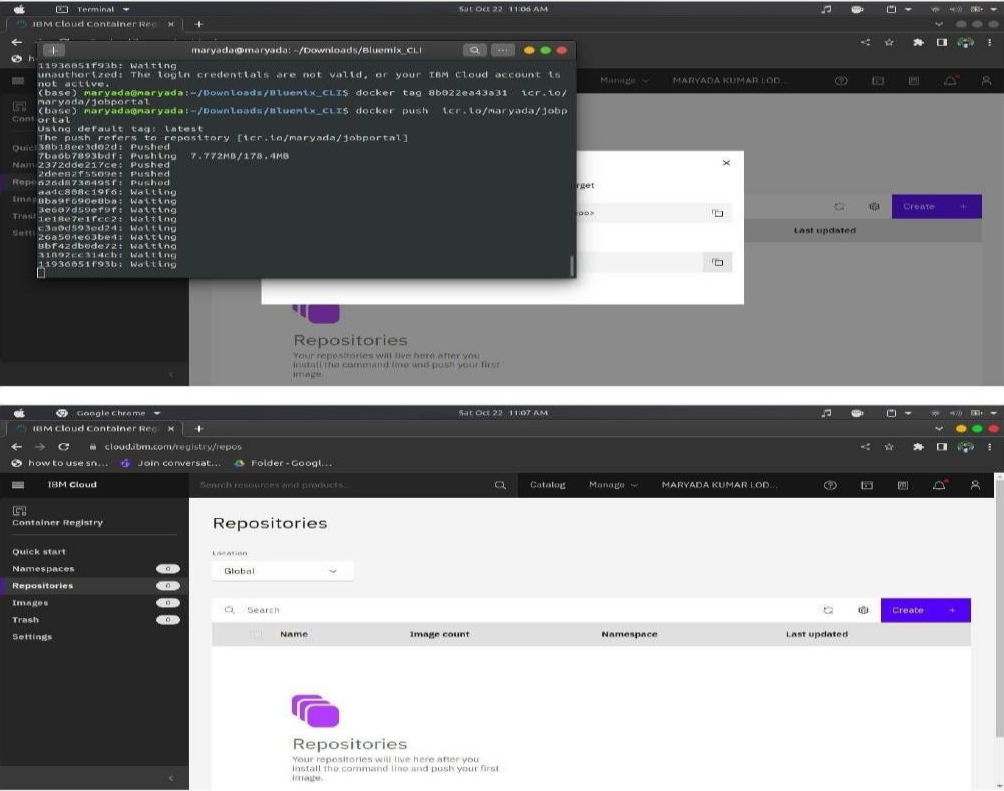 Terminal
Sat Oct 22 11:06 AM
IBM Cloud Container Reg
maryada@maryada: ~/Downloads/Bluemix_CLI
11936051f93b: Waiting
unauthorized: The login credentials are not valid, or your IBM Cloud account is
not active.
(base) maryada@maryada:~/Downloads/Bluemix_CLI$ docker tag 8b022ea43a31 icr.io/
maryada/jobportal
(base) maryada@maryada:~/Downloads/Bluemix_CLI$ docker push icr.io/maryada/jobp
ortal
Using default tag: latest
The push refers to repository [icr.io/maryada/jobportal]
38b18ee3d02d: Pushed
7ba6b7893bdf: Pushing 7.772MB/178.4MB
2372dde217ce: Pushed
2dee82f5509e: Pushed
626d8730495f: Pushed
aa4c808c19f6: Waiting
8ba9f690e8ba: Waiting
3e607d59ef9f: Waiting
1e18e7e1fcc2: Waiting
c3a0d593ed24: Waiting
26a504e63be4: Waiting
8bf42db0de72: Waiting
31892cc314cb: Waiting
11936051f93b: Waiting
Manage
MARYADA KUMAR LOD...
rget
Create +
Last updated
Repositories
Your repositories will live here after you
install the command line and push your first
image.
Google Chrome
Sat Oct 22 11:07 AM
IBM Cloud Container Reg
cloud.ibm.com/registry/repos
how to use sn...
Join conversat...
Folder - Googl...
IBM Cloud
Search resources and products...
Catalog
Manage
MARYADA KUMAR LOD...
Container Registry
Quick start
Namespaces 0
Repositories 0
Images 0
Trash 0
Settings
Repositories
Location
Global
Search
Create +
Name
Image count
Namespace
Last updated
Repositories
Your repositories will live here after you
install the command line and push your first
image.